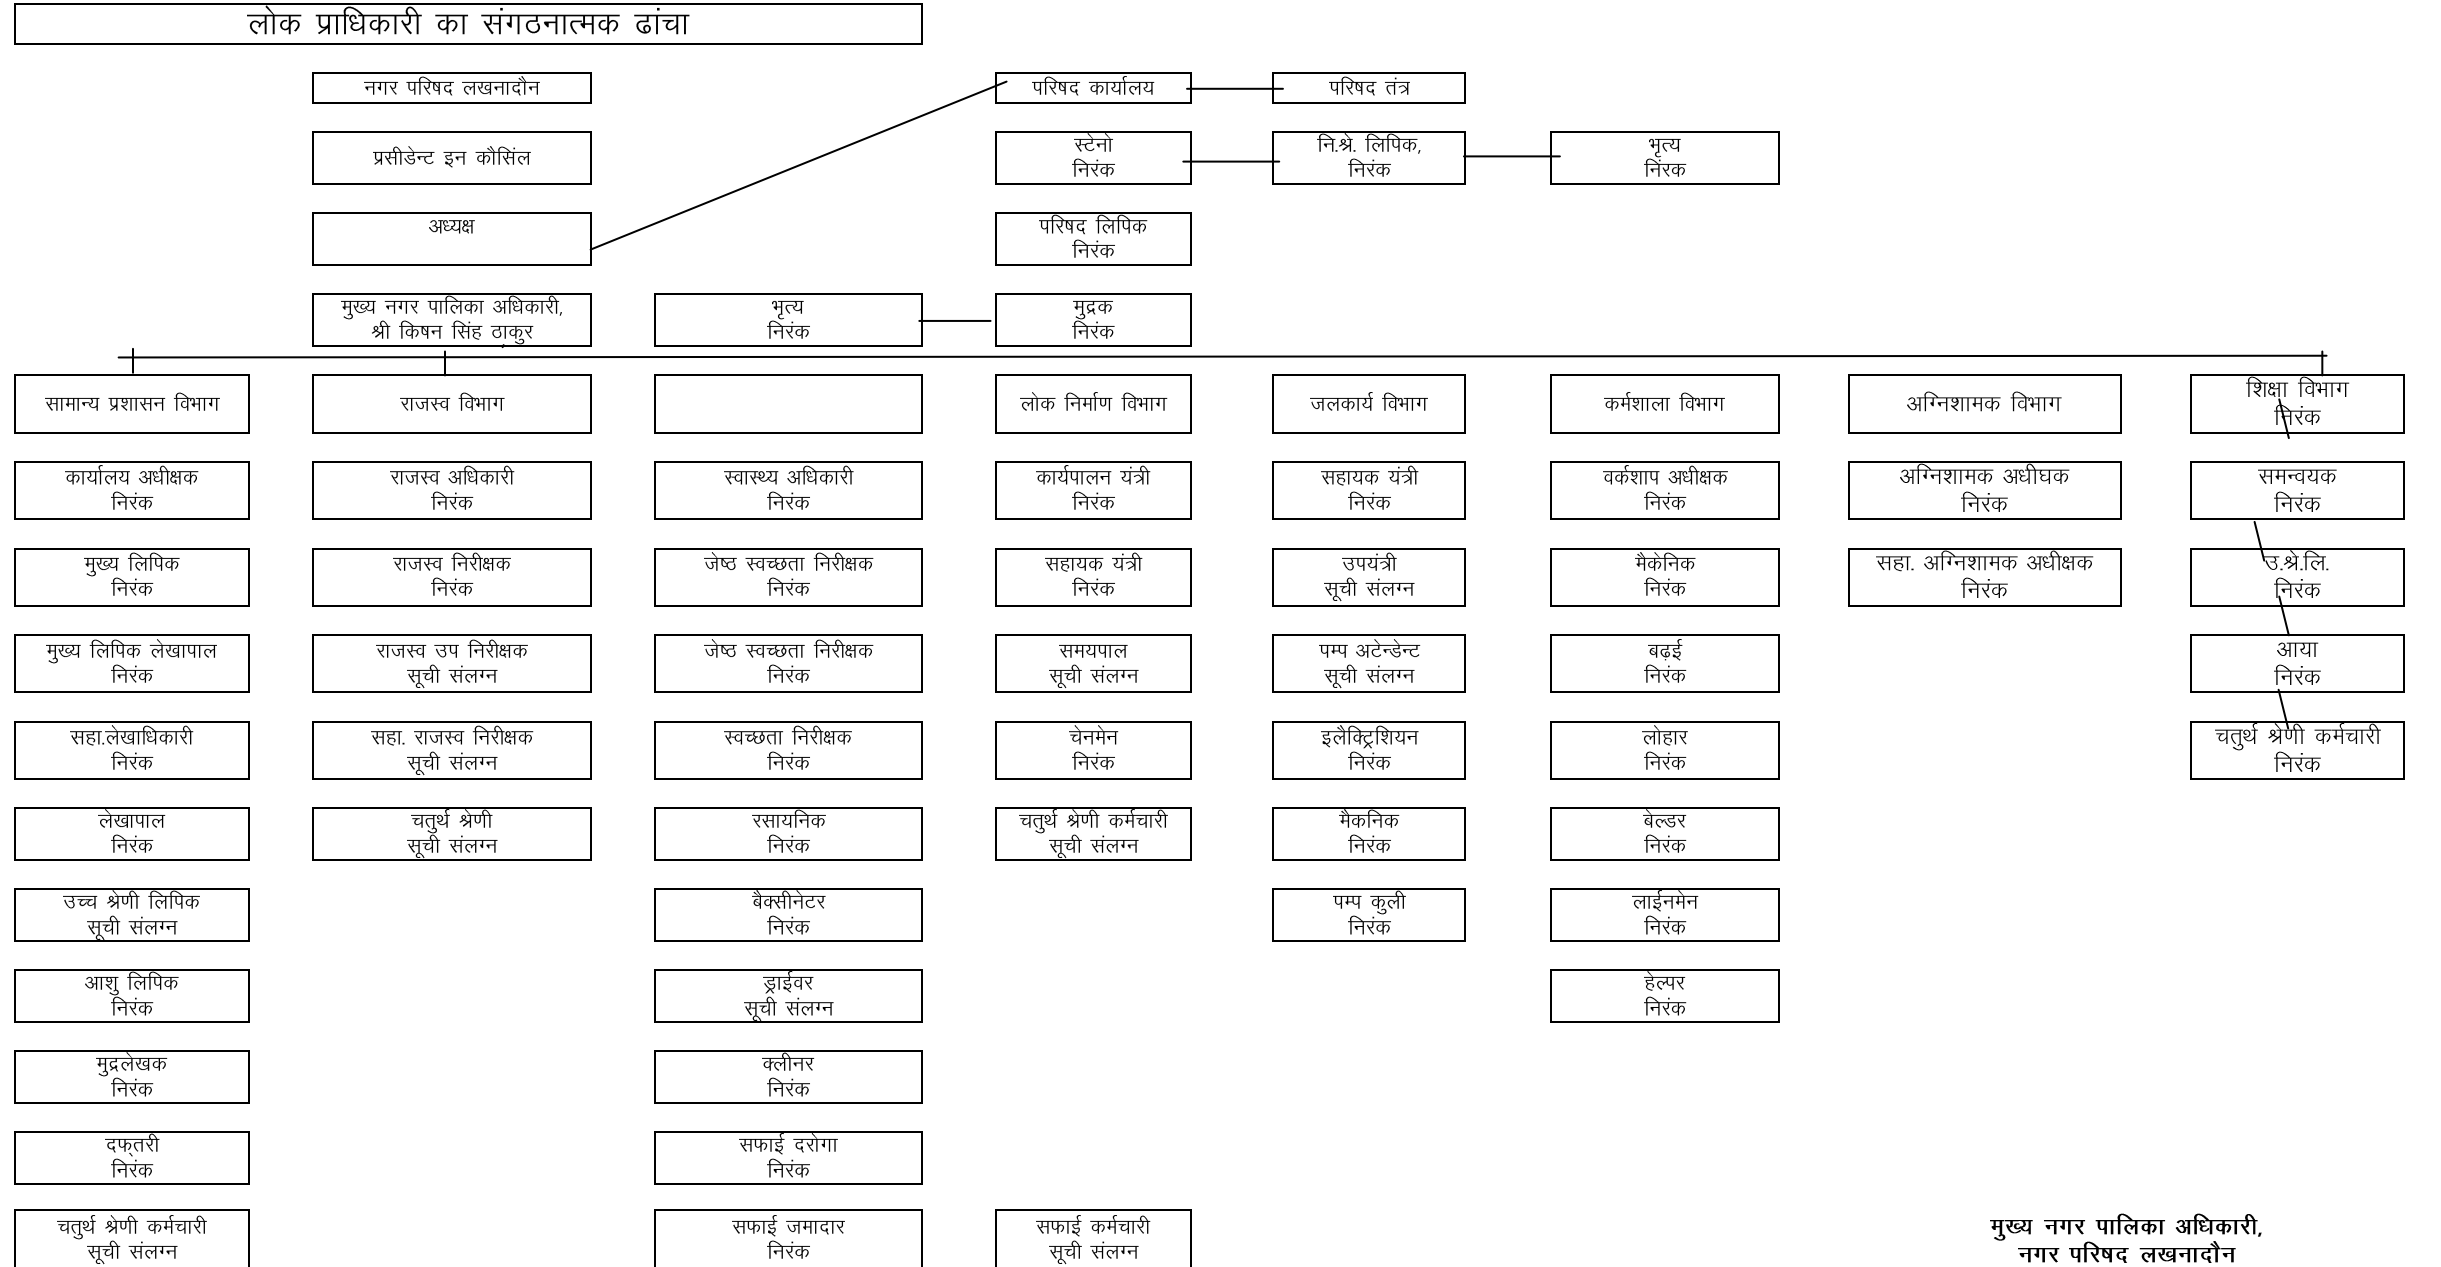 लोक प्राधिकारी का संगठनात्मक ढांचा
नगर परिषद लखनादौन
परिषद कार्यालय
परिषद तंत्र
प्रसीडेन्ट इन कौसिंल
स्टेनो
निरंक
नि.श्रे. लिपिक,
निरंक
भृत्य
निंरक
अध्यक्ष
परिषद लिपिक
निरंक
मुख्य नगर पालिका अधिकारी,
श्री किषन सिंह ठाकुर
भृत्य
निरंक
मुद्रक
निरंक
सामान्य प्रशासन विभाग
राजस्व विभाग
लोक निर्माण विभाग
जलकार्य विभाग
कर्मशाला विभाग
अग्निशामक विभाग
शिक्षा विभाग
निरंक
कार्यालय अधीक्षक
निरंक
राजस्व अधिकारी
निरंक
स्वास्थ्य अधिकारी
निरंक
कार्यपालन यंत्री
निरंक
सहायक यंत्री
निरंक
वर्कशाप अधीक्षक
निरंक
अग्निशामक अधीघक
निरंक
समन्वयक
निरंक
मुख्य लिपिक
निरंक
राजस्व निरीक्षक
निरंक
जेष्ठ स्वच्छता निरीक्षक
निरंक
सहायक यंत्री
निरंक
उपयंत्री
सूची संलग्न
मैकेनिक
निरंक
सहा. अग्निशामक अधीक्षक
निरंक
उ.श्रे.लि.
निरंक
मुख्य लिपिक लेखापाल
निरंक
राजस्व उप निरीक्षक
सूची संलग्न
जेष्ठ स्वच्छता निरीक्षक
निरंक
समयपाल
सूची संलग्न
पम्प अटेन्डेन्ट
सूची संलग्न
बढ़ई
निरंक
आया
निरंक
सहा.लेखाधिकारी
निरंक
सहा. राजस्व निरीक्षक
सूची संलग्न
स्वच्छता निरीक्षक
निरंक
चेनमेन
निरंक
इलैक्ट्रिशियन
निरंक
लोहार
निरंक
चतुर्थ श्रेणी कर्मचारी
निरंक
लेखापाल
निरंक
चतुर्थ श्रेणी
सूची संलग्न
रसायनिक
निरंक
चतुर्थ श्रेणी कर्मचारी
सूची संलग्न
मैकनिक
निरंक
बेल्डर
निरंक
उच्च श्रेणी लिपिक
सूची संलग्न
बैक्सीनेटर
निरंक
पम्प कुली
निरंक
लाईनमेन
निरंक
आशु लिपिक
निरंक
ड्राईवर
सूची संलग्न
हेल्पर
निरंक
मुद्रलेखक
निरंक
क्लीनर
निरंक
दफ्तरी
निरंक
सफाई दरोगा
निरंक
चतुर्थ श्रेणी कर्मचारी
सूची संलग्न
सफाई जमादार
निरंक
सफाई कर्मचारी
सूची संलग्न
मुख्य नगर पालिका अधिकारी,
नगर परिषद लखनादौन